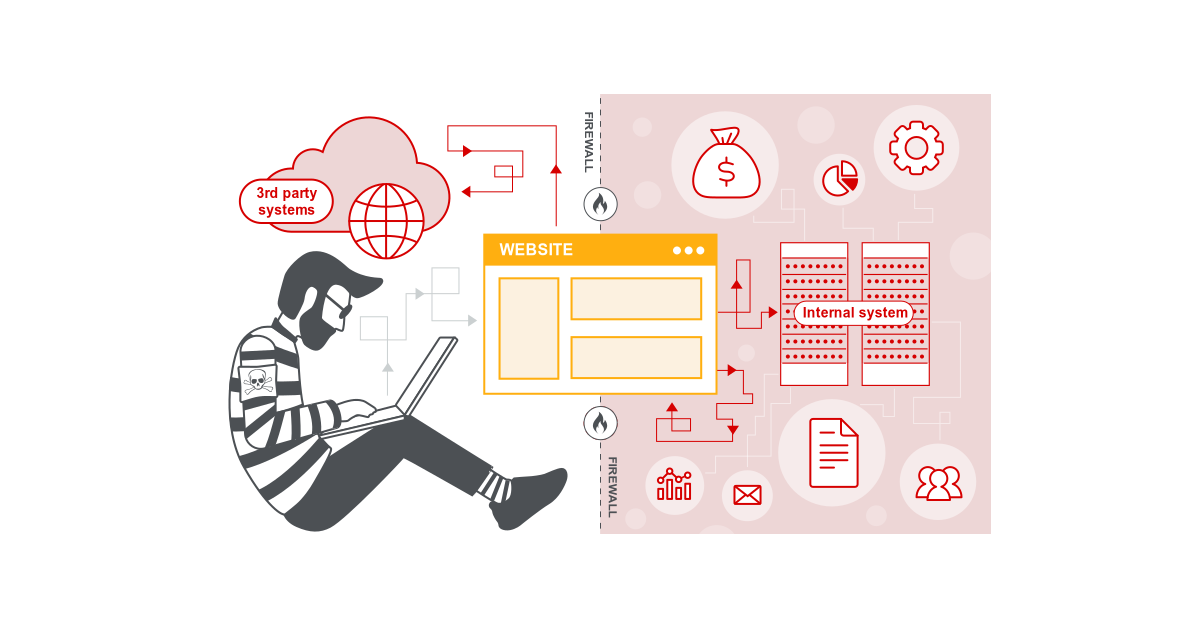 FIREWALL
3rd party
systems
$
WEBSITE
Internal system
FIREWALL